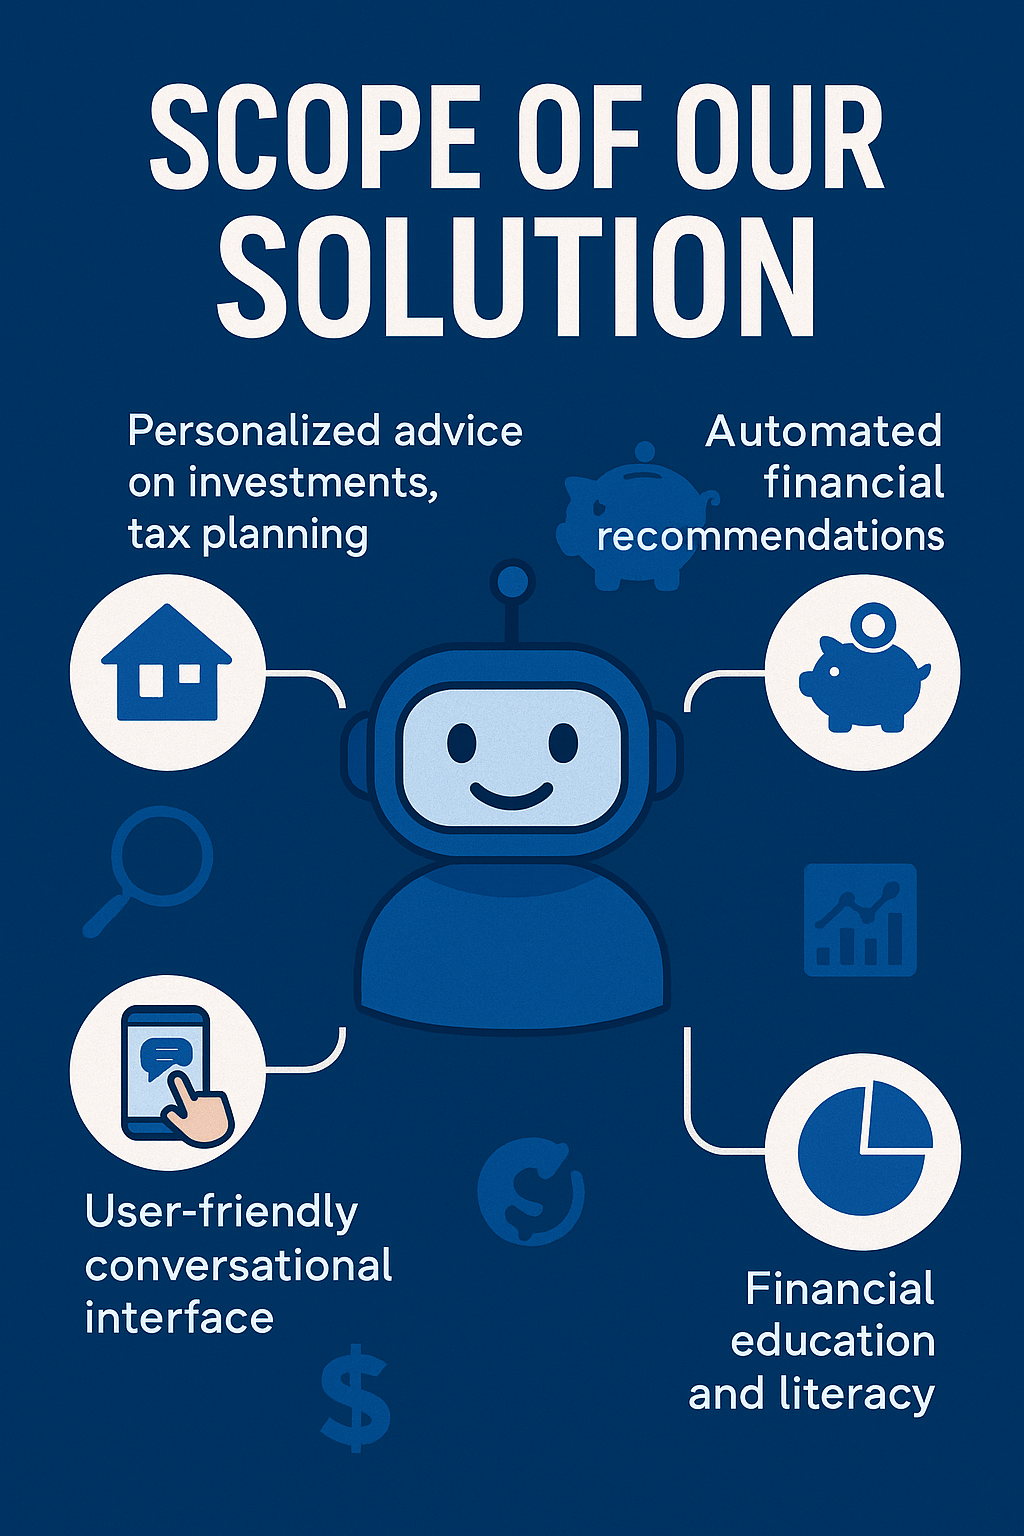 SCOPE OF OUR
SOLUTION
Personalized advice
on investments,
tax planning
Automated
financial
recommendations
User-friendly
conversational
interface
Financial
education
and literacy
$